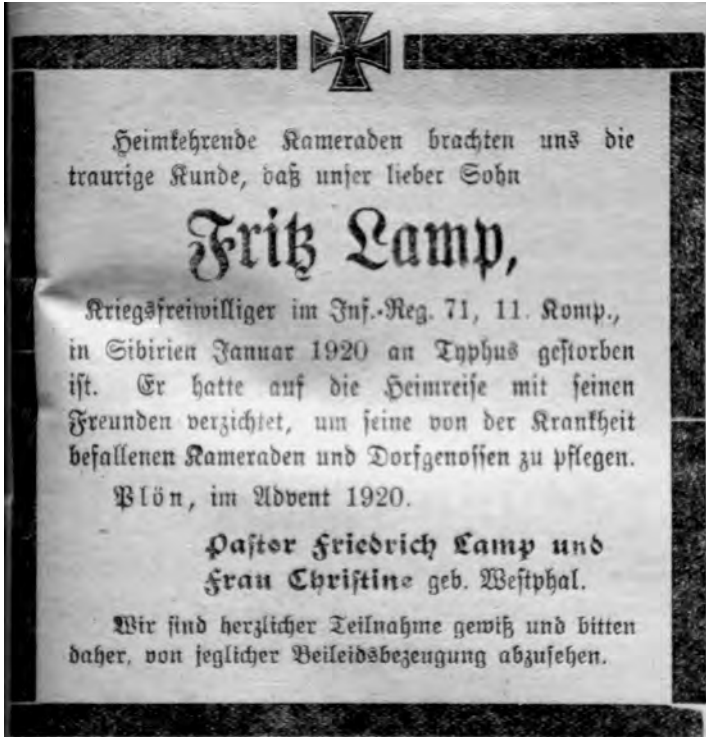 Heimkehrende Kameraden brachten uns die
traurige Kunde, daß unser lieber Sohn
Fritz Lamp,
Kriegsfreiwilliger im Inf.-Reg. 71, 11. Komp.,
in Sibirien Januar 1920 an Typhus gestorben
ist. Er hatte auf die Heimreise mit seinen
Freunden verzichtet, um seine von der Krankheit
befallenen Kameraden und Dorfgenossen zu pflegen.
Plön, im Advent 1920.
Pastor Friedrich Lamp und
Frau Christine geb. Westphal.
Wir sind herzlicher Teilnahme gewiß und bitten
daher, von jeglicher Beileidsbezeugung abzusehen.